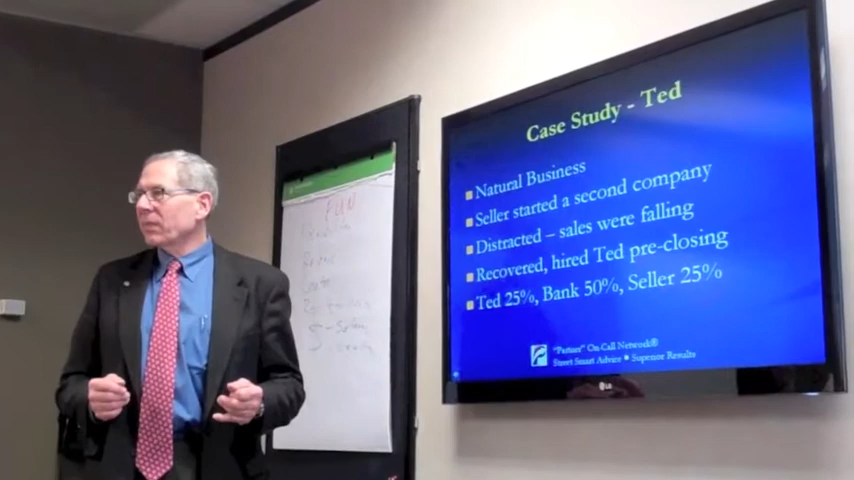 FUN
Case Study - Ted
Natural Business
Seller started a second company
Distracted – sales were falling
Recovered, hired Ted pre-closing
Ted 25%, Bank 50%, Seller 25%
"Partner" On-Call Network®
Street Smart Advice ■ Superior Results
LG